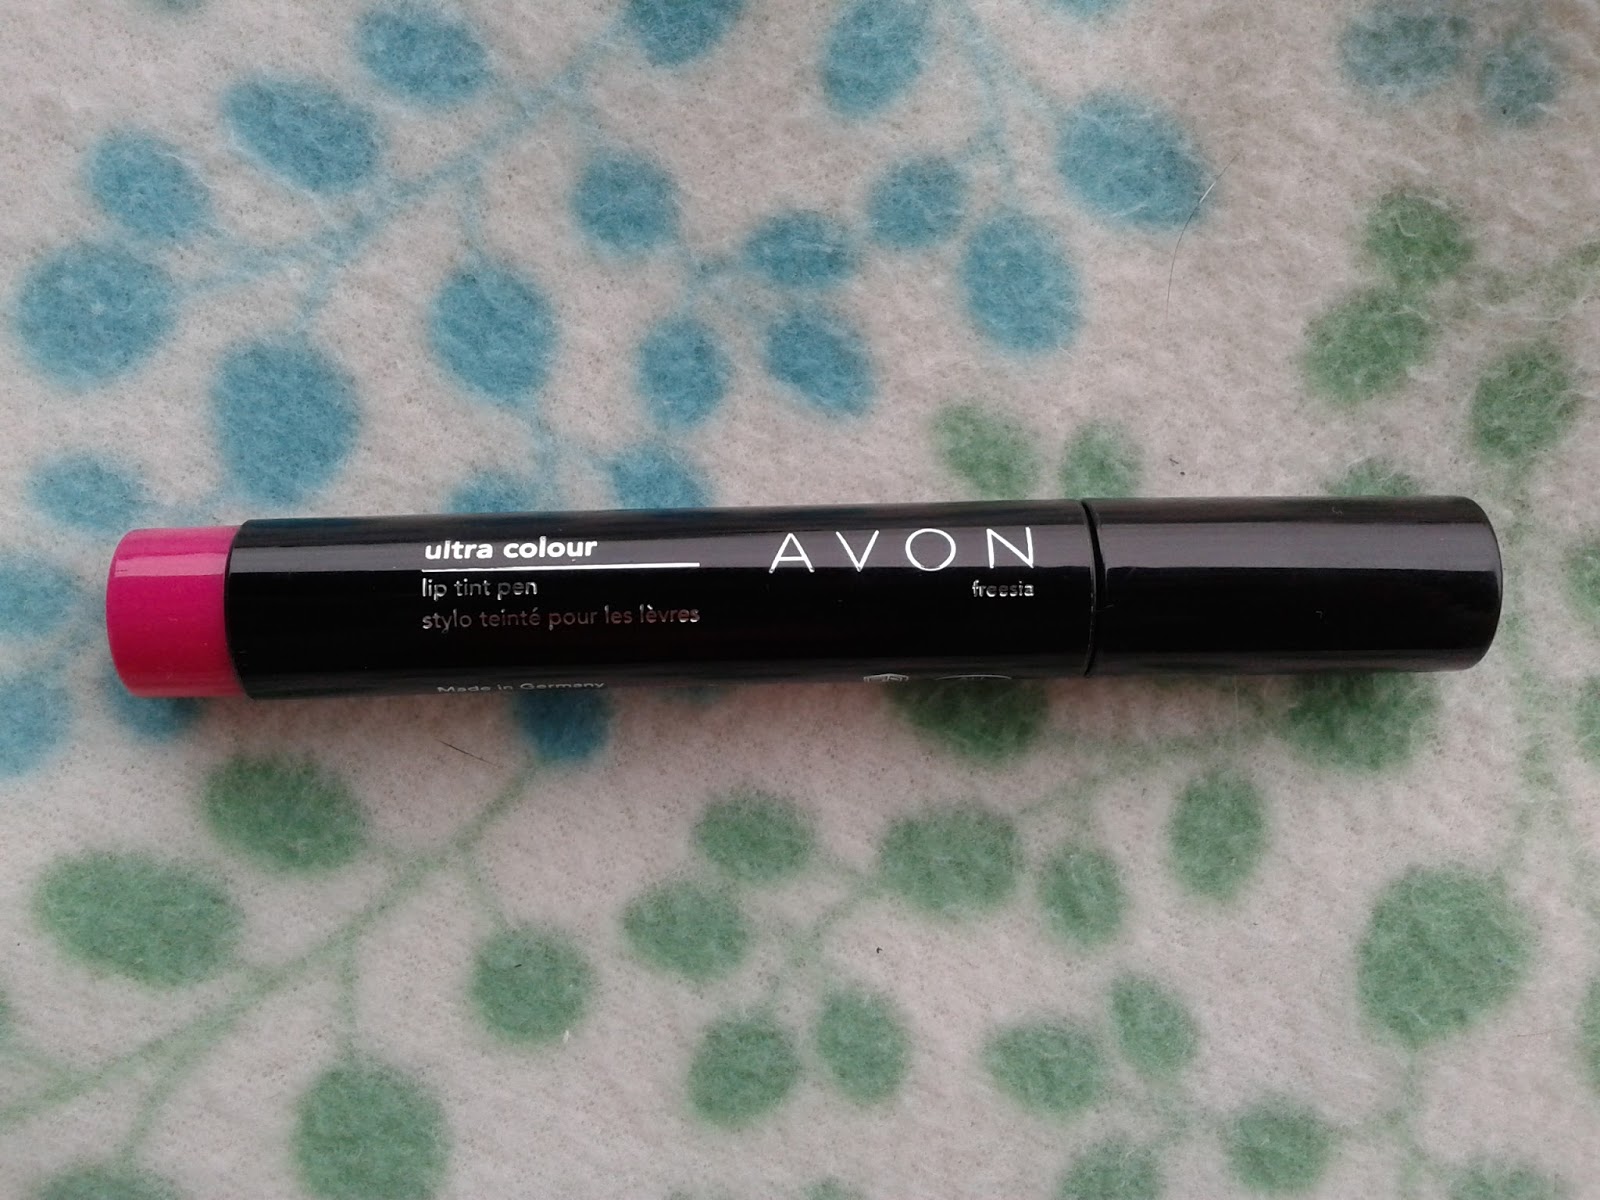 ultra colour
lip tint pen
stylo teinté pour les lèvres
AVON
freesia
Made in Germany